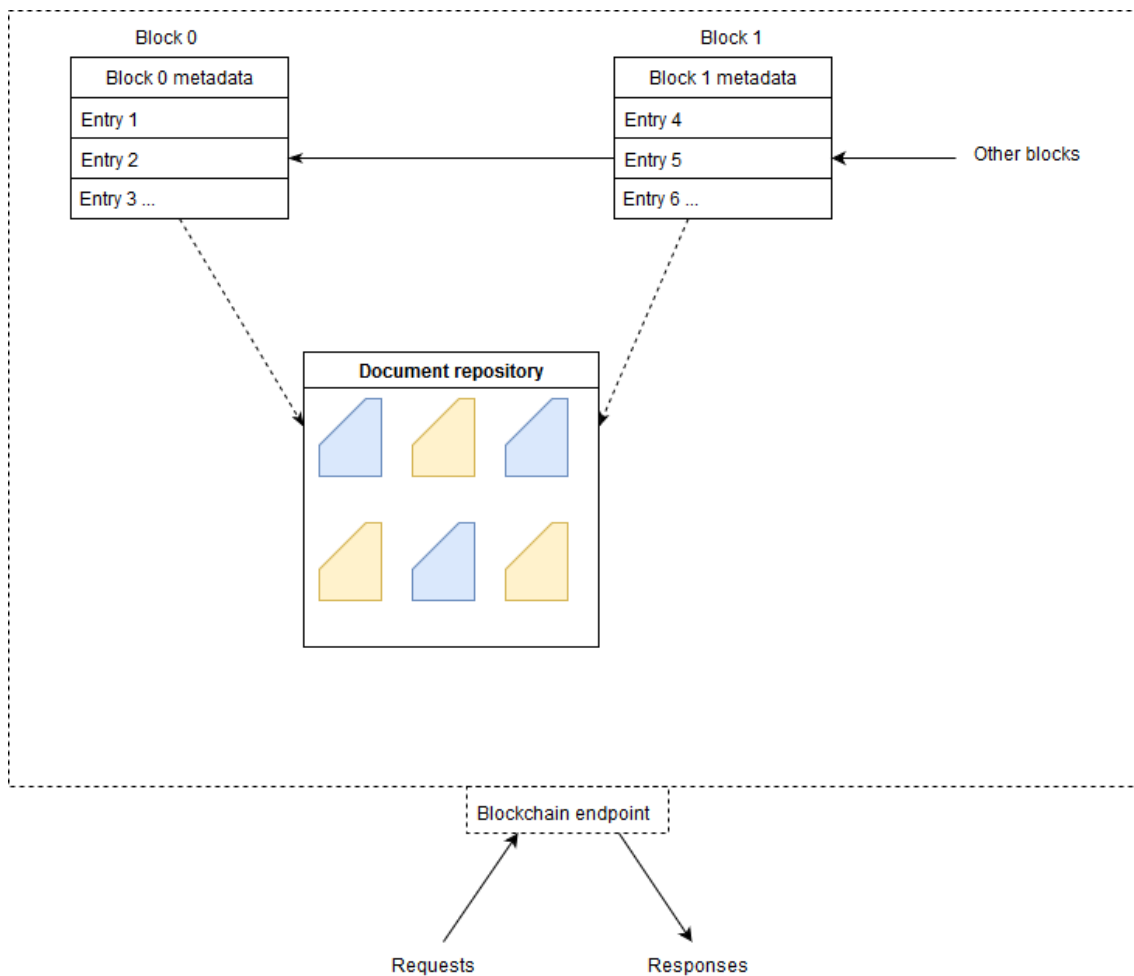 Block 0
Block 1
Block 0 metadata
Block 1 metadata
Entry 1
Entry 4
Entry 2
Entry 5
Other blocks
Entry 3 ...
Entry 6 ...
Document repository
Blockchain endpoint
Requests
Responses